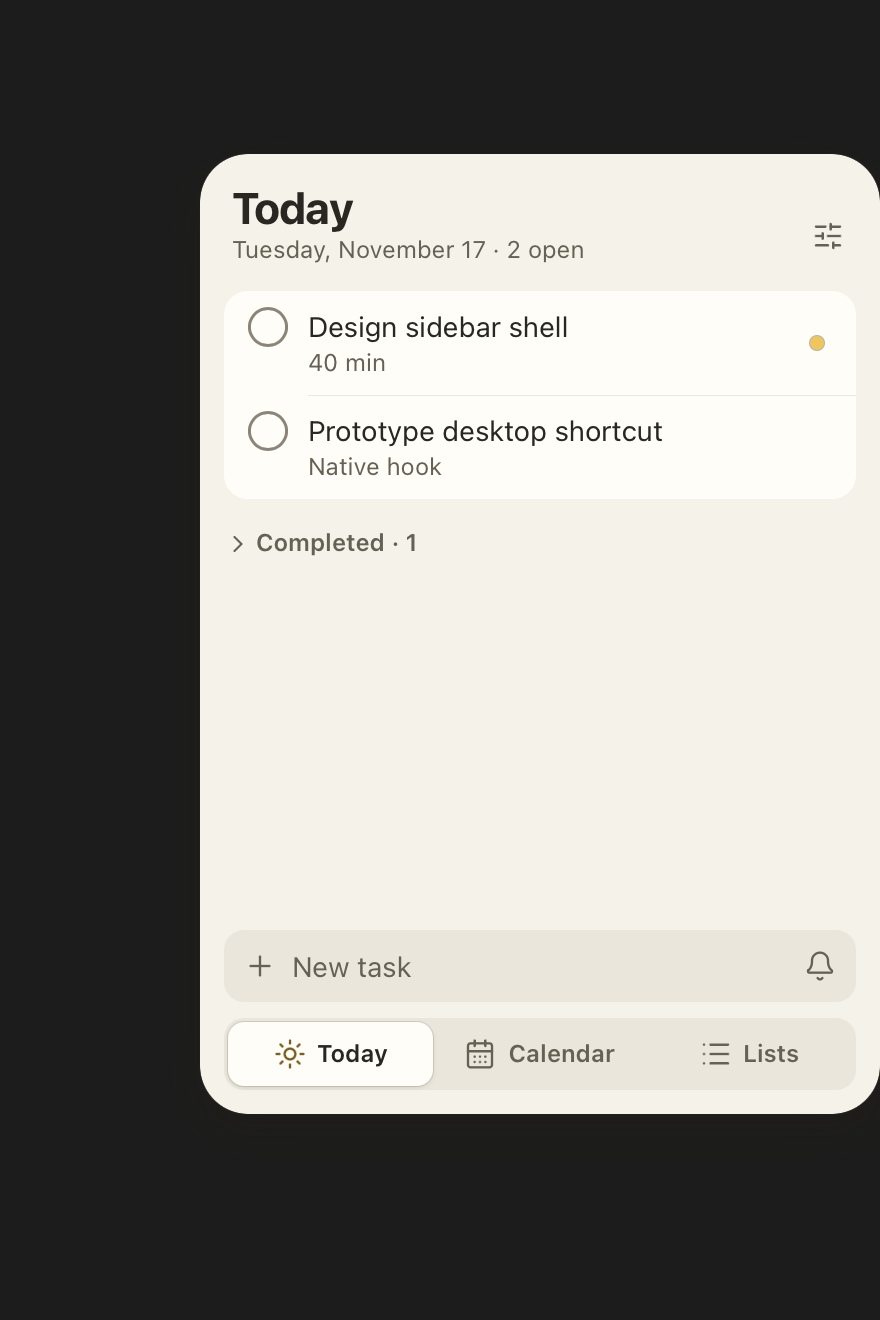 Today
Tuesday, November 17 · 2 open
Design sidebar shell
40 min
Prototype desktop shortcut
Native hook
Completed · 1
New task
Today
Calendar
Lists